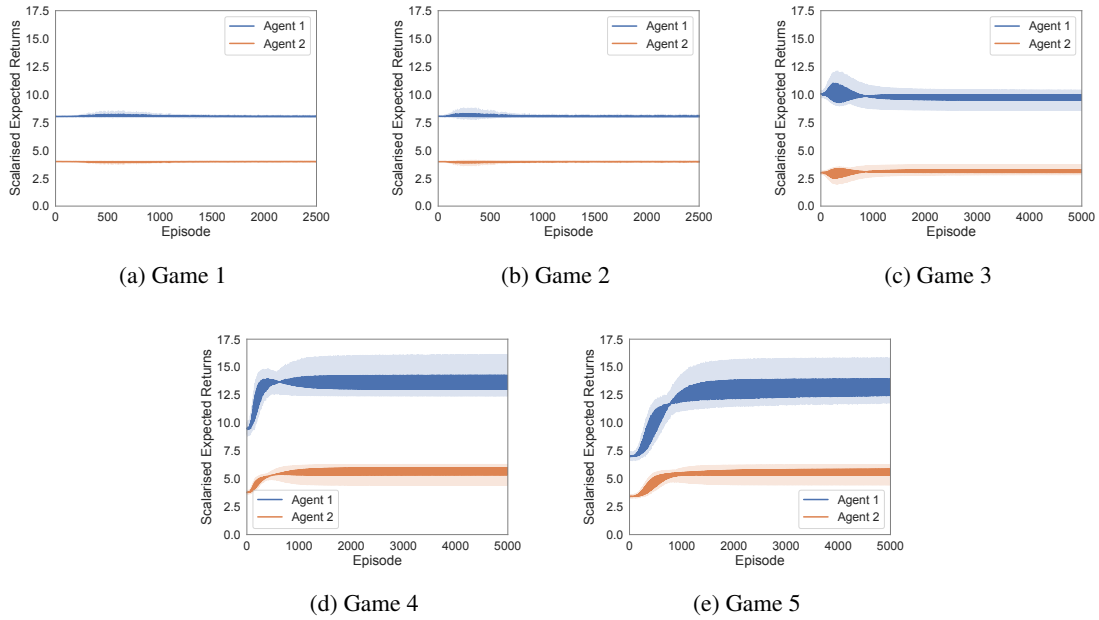 17.5
15.0
12.5
10.0
7.5
5.0
2.5
0.0
Scalarised Expected Returns
Agent 1
Agent 2
0 500 1000 1500 2000 2500
Episode
(a) Game 1
17.5
15.0
12.5
10.0
7.5
5.0
2.5
0.0
Scalarised Expected Returns
Agent 1
Agent 2
0 500 1000 1500 2000 2500
Episode
(b) Game 2
17.5
15.0
12.5
10.0
7.5
5.0
2.5
0.0
Scalarised Expected Returns
Agent 1
Agent 2
0 1000 2000 3000 4000 5000
Episode
(c) Game 3
17.5
15.0
12.5
10.0
7.5
5.0
2.5
0.0
Scalarised Expected Returns
Agent 1
Agent 2
0 1000 2000 3000 4000 5000
Episode
(d) Game 4
17.5
15.0
12.5
10.0
7.5
5.0
2.5
0.0
Scalarised Expected Returns
Agent 1
Agent 2
0 1000 2000 3000 4000 5000
Episode
(e) Game 5